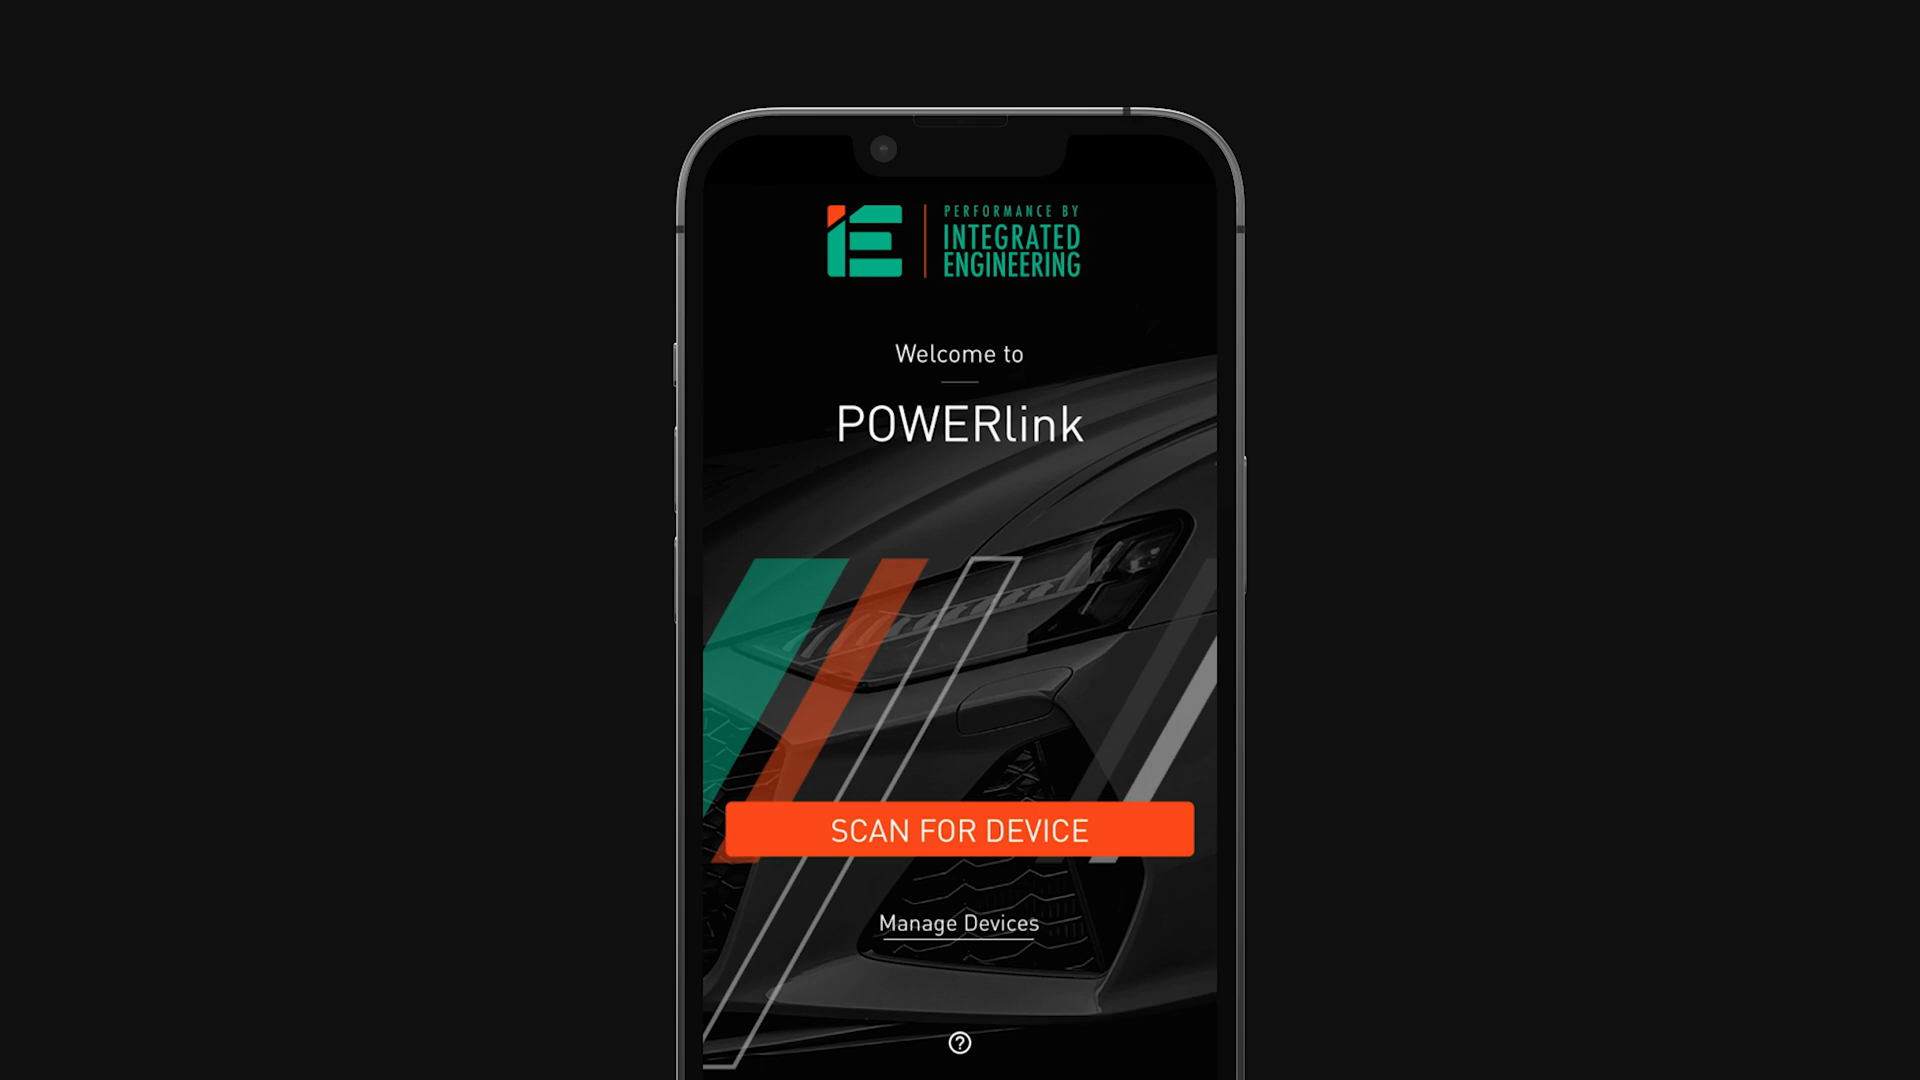 PERFORMANCE BY
INTEGRATED
ENGINEERING
Welcome to
POWERlink
SCAN FOR DEVICE
Manage Devices
?